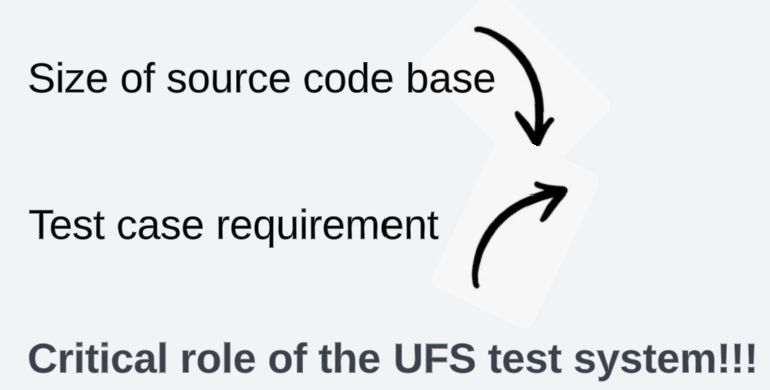 Size of source code base
Test case requirement
Critical role of the UFS test system!!!